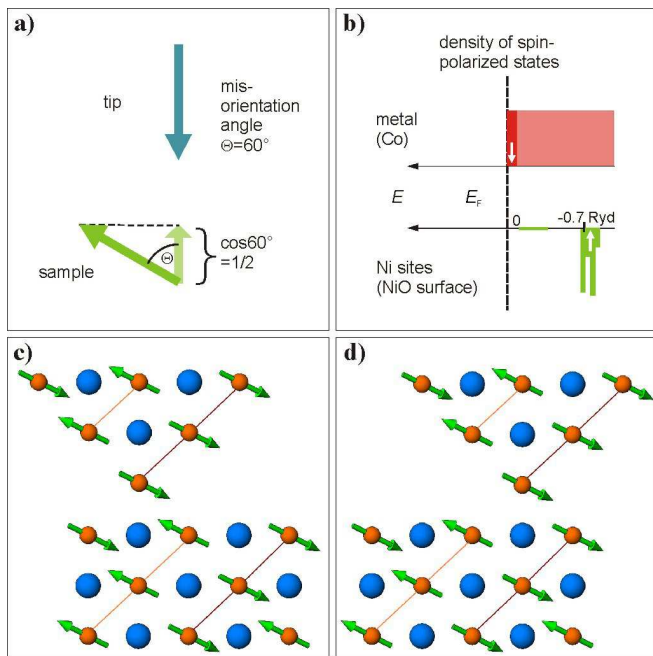 a)
tip
mis-
orientation
angle
Θ=60°
cos60°
=1/2
Θ
sample
b)
density of spin-
polarized states
metal
(Co)
E
E_F
0
-0.7 Ryd
Ni sites
(NiO surface)
c)
d)